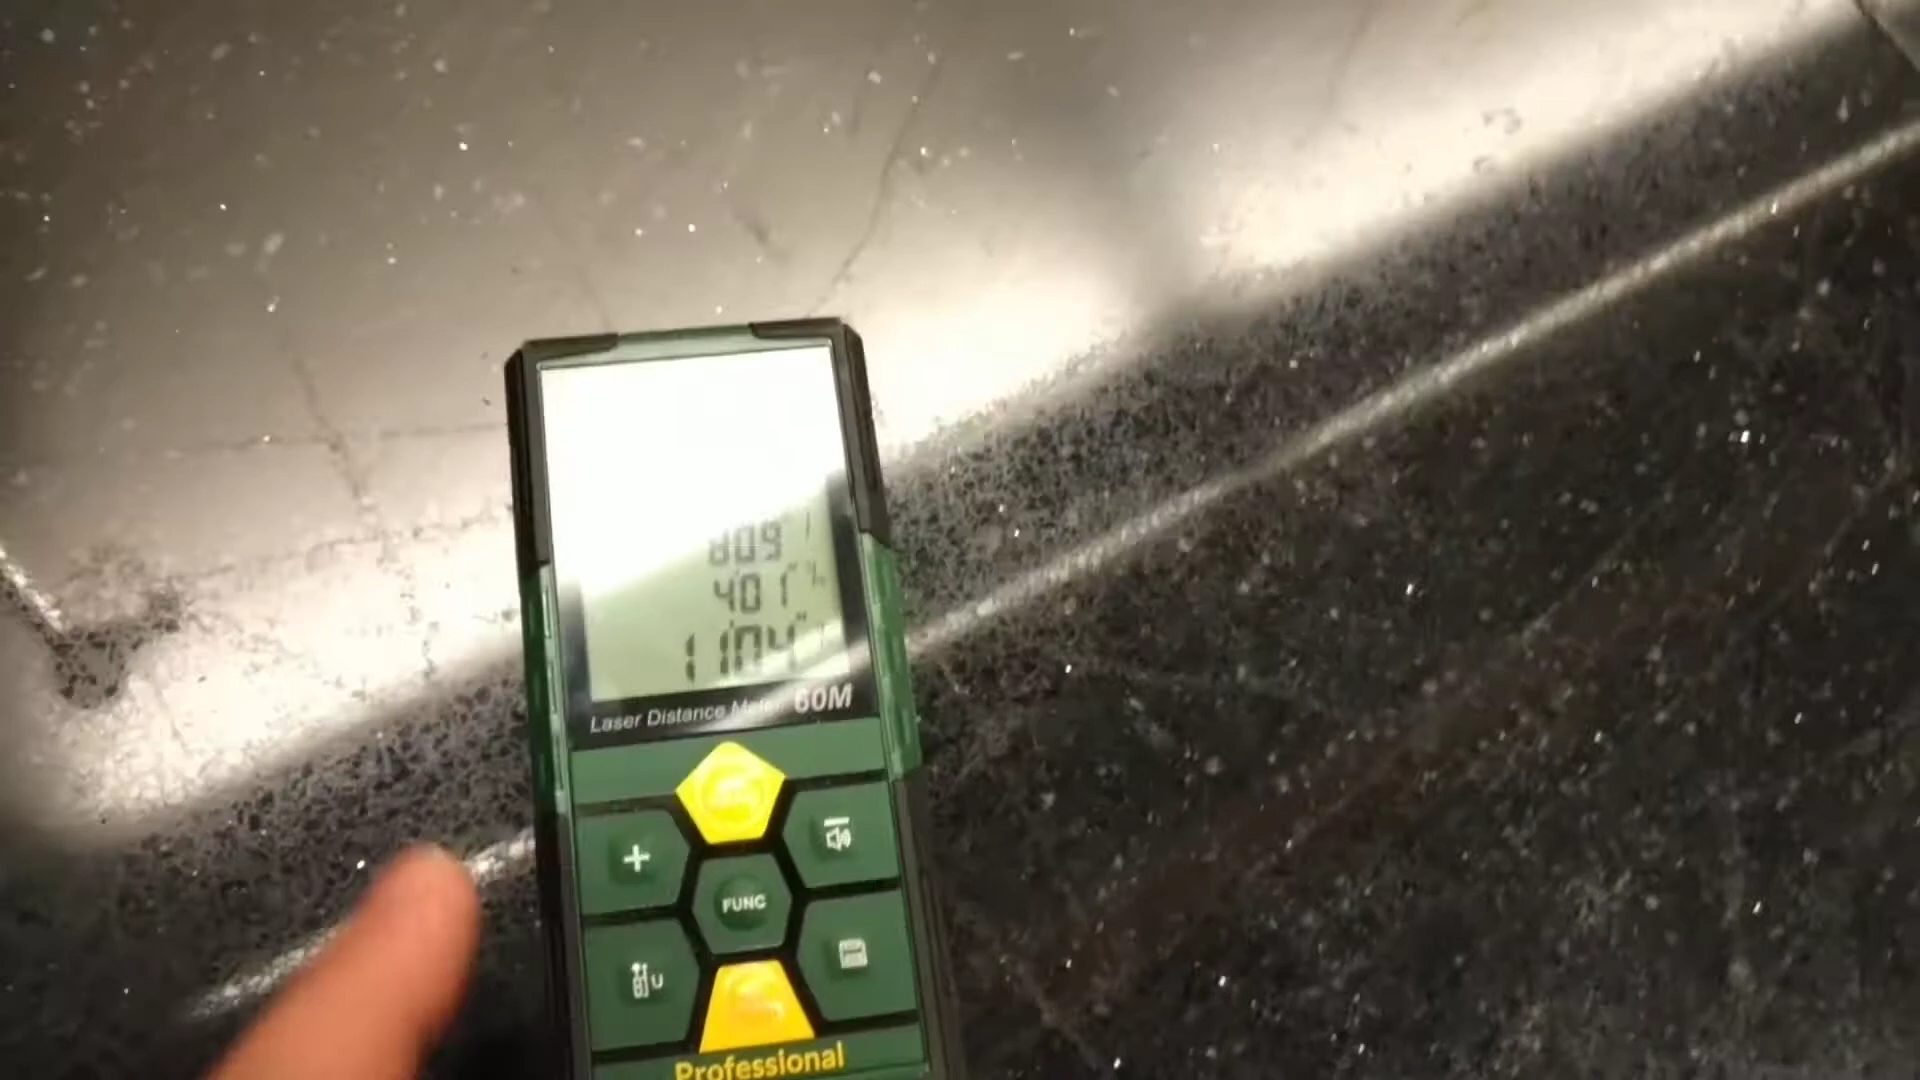 809
401
1104
Laser Distance Meter 60M
+
FUNC
U
Professional